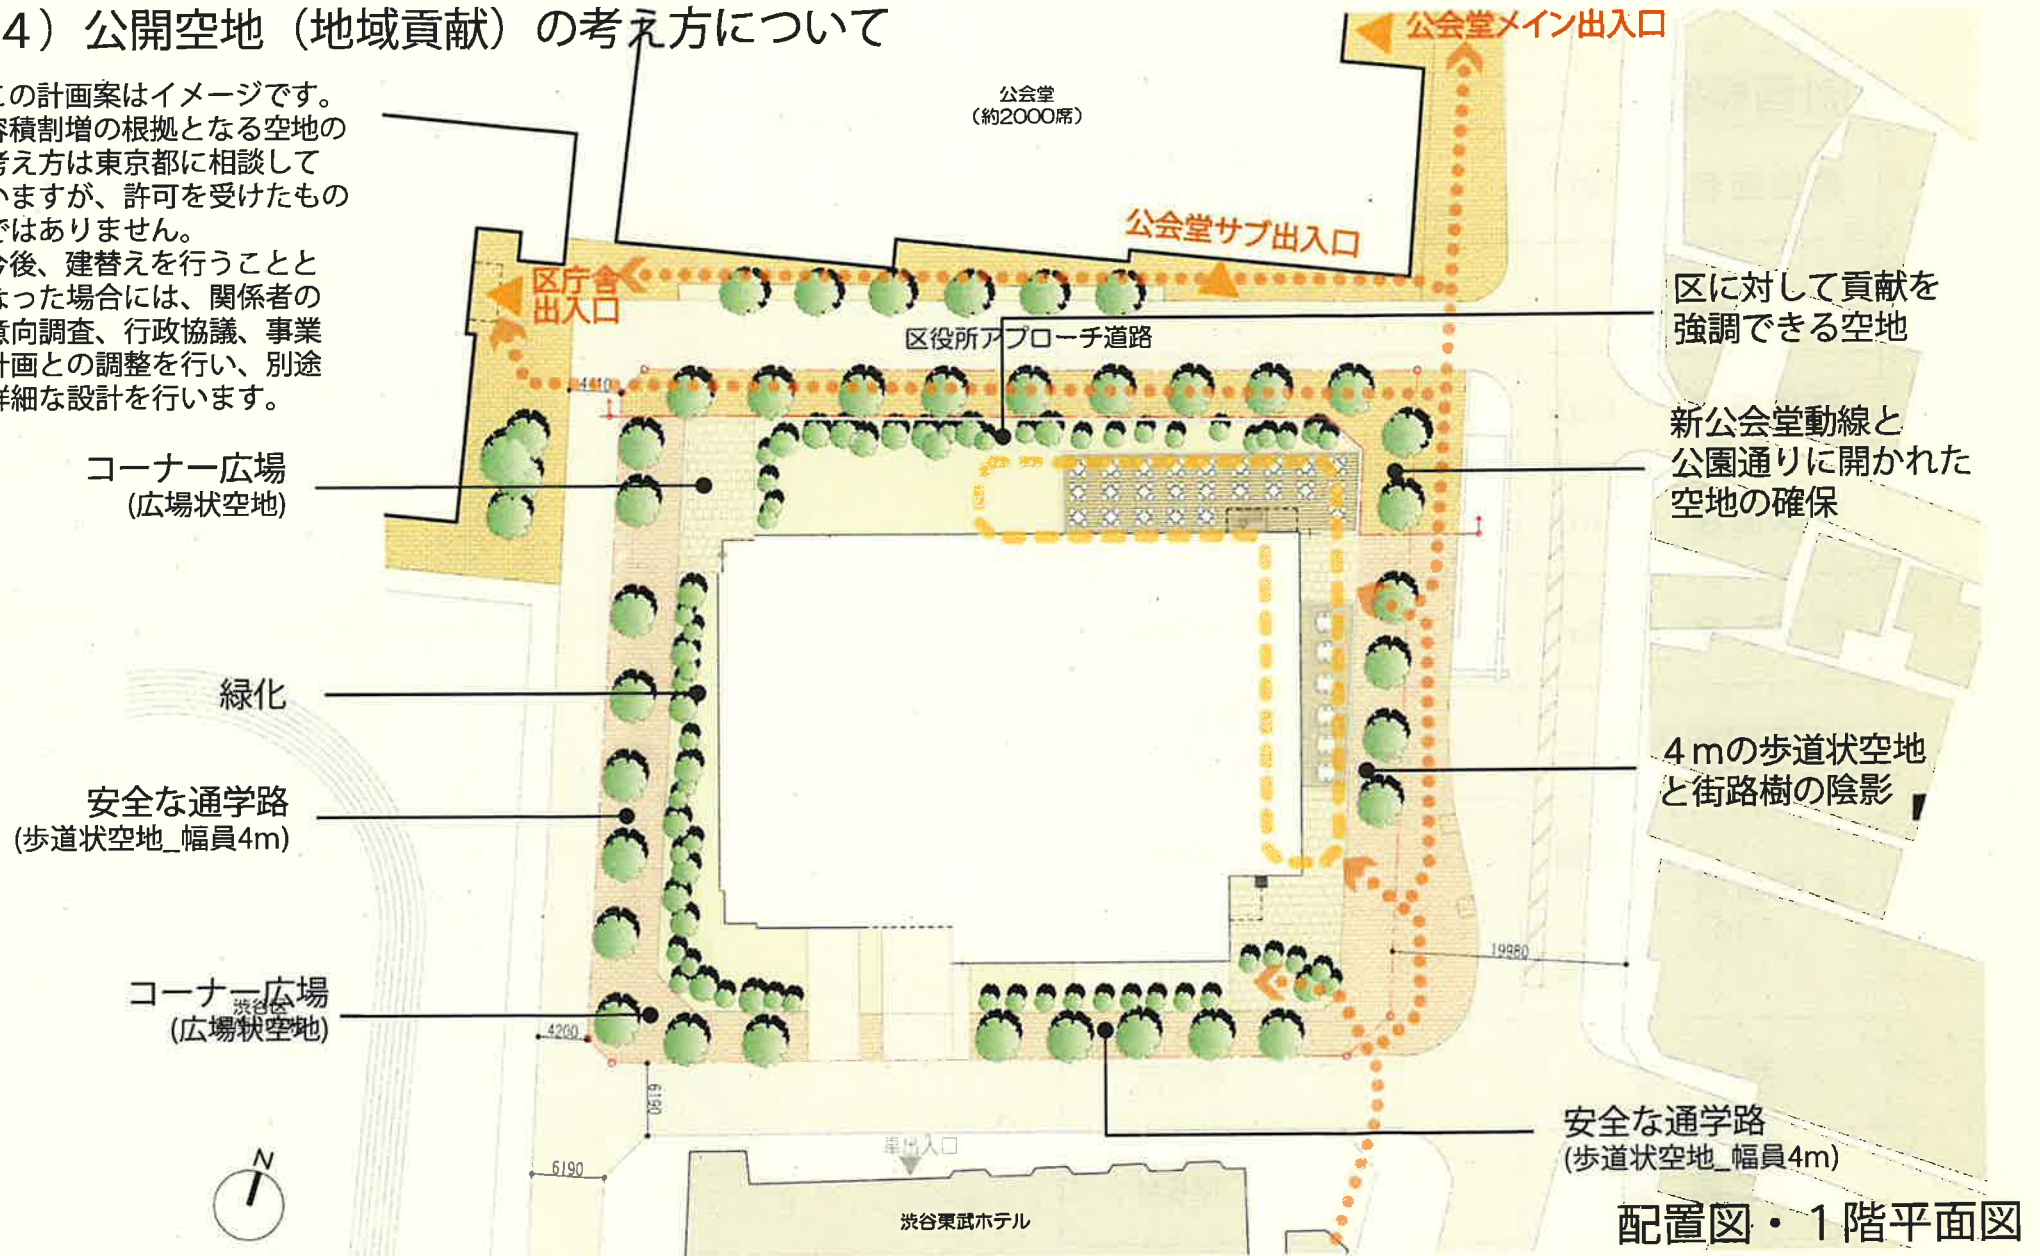 4）公開空地（地域貢献）の考え方について
この計画案はイメージです。
容積割増の根拠となる空地の
考え方は東京都に相談して
いますが、許可を受けたもの
ではありません。
今後、建替えを行うことと
なった場合には、関係者の
意向調査、行政協議、事業
計画との調整を行い、別途
詳細な設計を行います。
公会堂メイン出入口
公会堂
（約2000席）
公会堂サブ出入口
区庁舎
出入口
区役所アプローチ道路
区に対して貢献を
強調できる空地
4410
新公会堂動線と
公園通りに開かれた
空地の確保
コーナー広場
(広場状空地)
緑化
4mの歩道状空地
と街路樹の陰影
安全な通学路
(歩道状空地_幅員4m)
19980
コーナー広場
(広場状空地)
4200
6190
車出入口
安全な通学路
(歩道状空地_幅員4m)
6190
N
渋谷東武ホテル
配置図・1階平面図